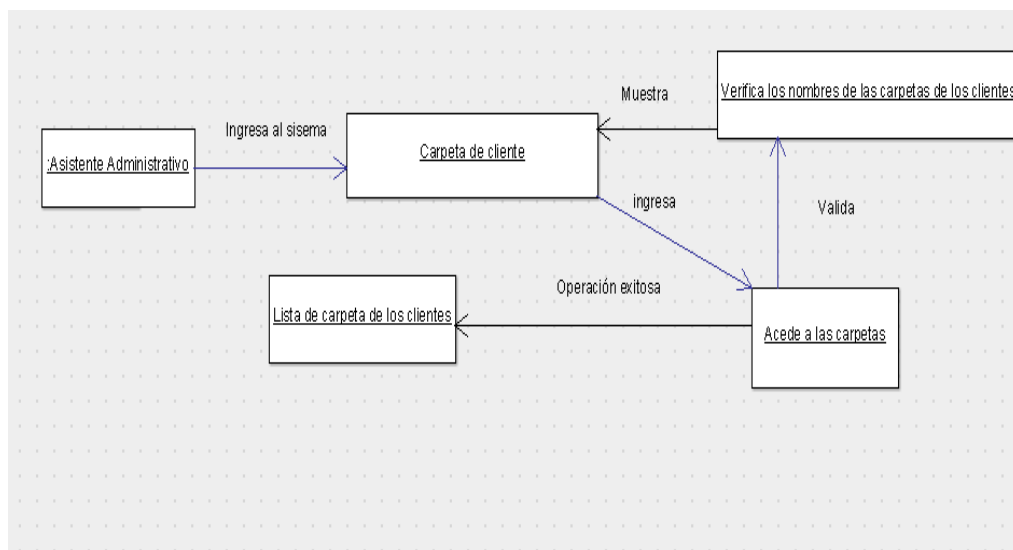 Verifica los nombres de las carpetas de los clientes
Muestra
Ingresa al sisema
Carpeta de cliente
:Asistente Administrativo
ingresa
Valida
Operación exitosa
Lista de carpeta de los clientes
Acede a las carpetas